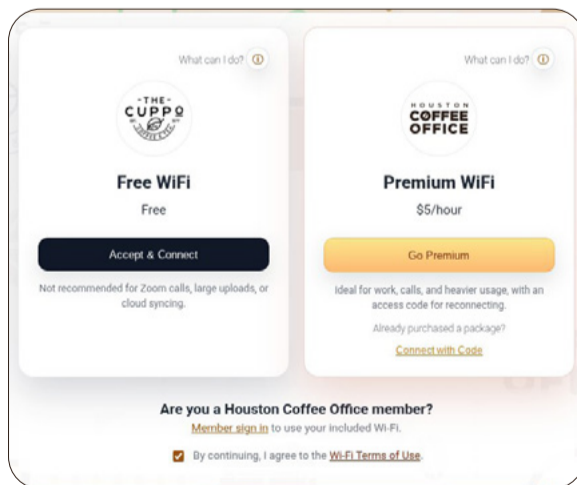 What can I do?
-THE-
CUPPO
COFFEE & TEA
Free WiFi
Free
Accept & Connect
Not recommended for Zoom calls, large uploads, or
cloud syncing.
What can I do?
HOUSTON
COFFEE
OFFICE
Premium WiFi
$5/hour
Go Premium
Ideal for work, calls, and heavier usage, with an
access code for reconnecting.
Already purchased a package?
Connect with Code
Are you a Houston Coffee Office member?
Member sign in to use your included Wi-Fi.
By continuing, I agree to the Wi-Fi Terms of Use.